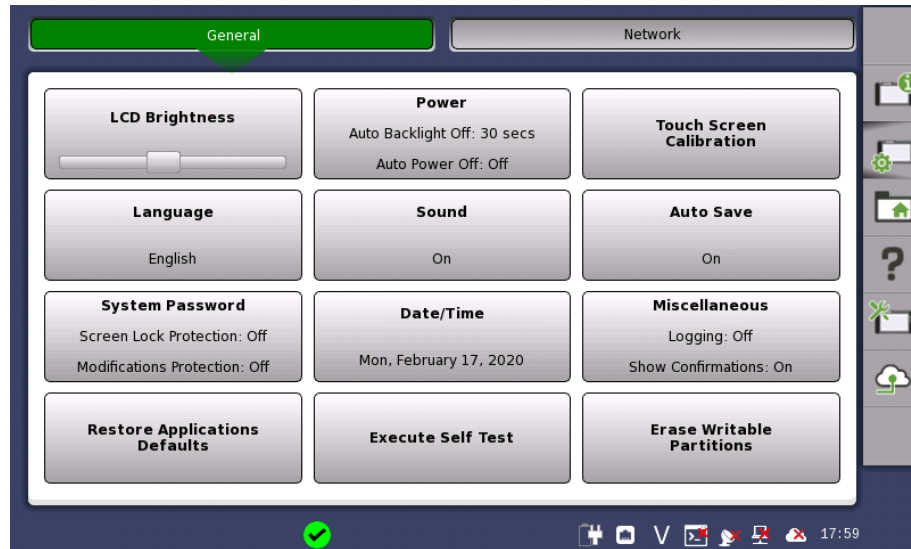 General
Network
LCD Brightness
Power
Auto Backlight Off: 30 secs
Auto Power Off: Off
Touch Screen
Calibration
Language
English
Sound
On
Auto Save
On
System Password
Screen Lock Protection: Off
Modifications Protection: Off
Date/Time
Mon, February 17, 2020
Miscellaneous
Logging: Off
Show Confirmations: On
Restore Applications
Defaults
Execute Self Test
Erase Writable
Partitions
?
V
17:59